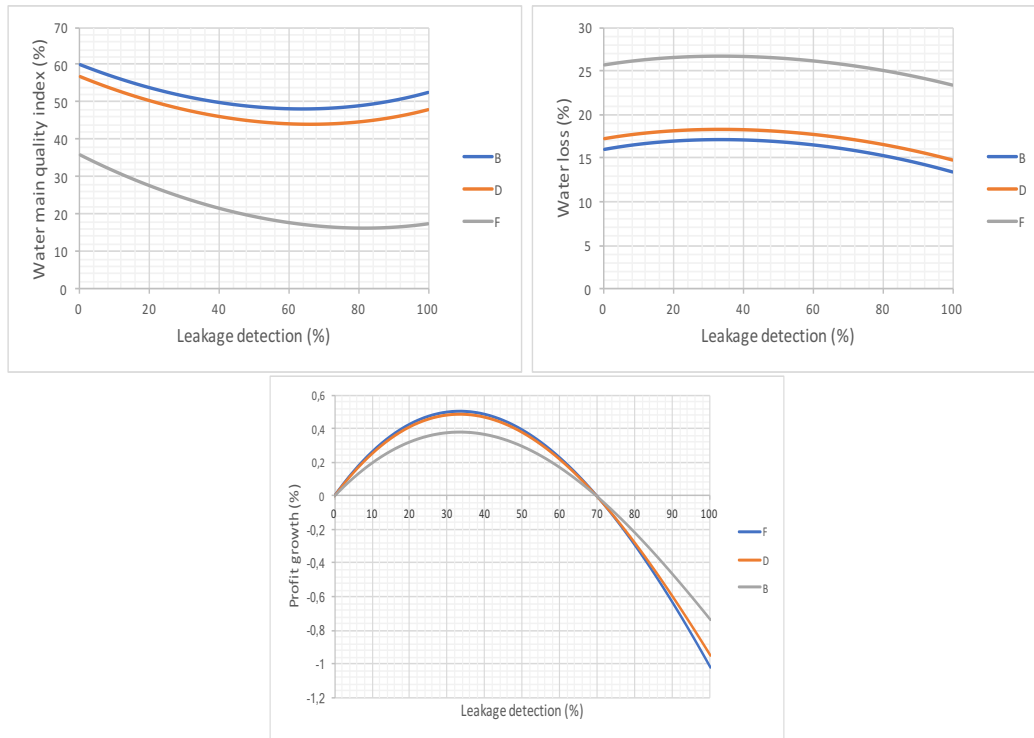 Water main quality index (%)
70
60
50
40
30
20
10
0
0 20 40 60 80 100
Leakage detection (%)
B
D
F
Water loss (%)
30
25
20
15
10
5
0
0 20 40 60 80 100
Leakage detection (%)
B
D
F
Profit growth (%)
0,6
0,4
0,2
0
-0,2
-0,4
-0,6
-0,8
-1
-1,2
0 10 20 30 40 50 60 70 80 90 100
Leakage detection (%)
F
D
B